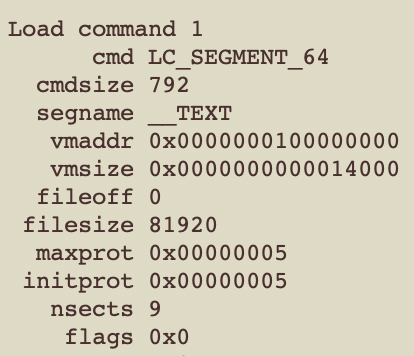 Load command 1
cmd LC_SEGMENT_64
cmdsize 792
segname __TEXT
vmaddr 0x0000000100000000
vmsize 0x0000000000014000
fileoff 0
filesize 81920
maxprot 0x00000005
initprot 0x00000005
nsects 9
flags 0x0